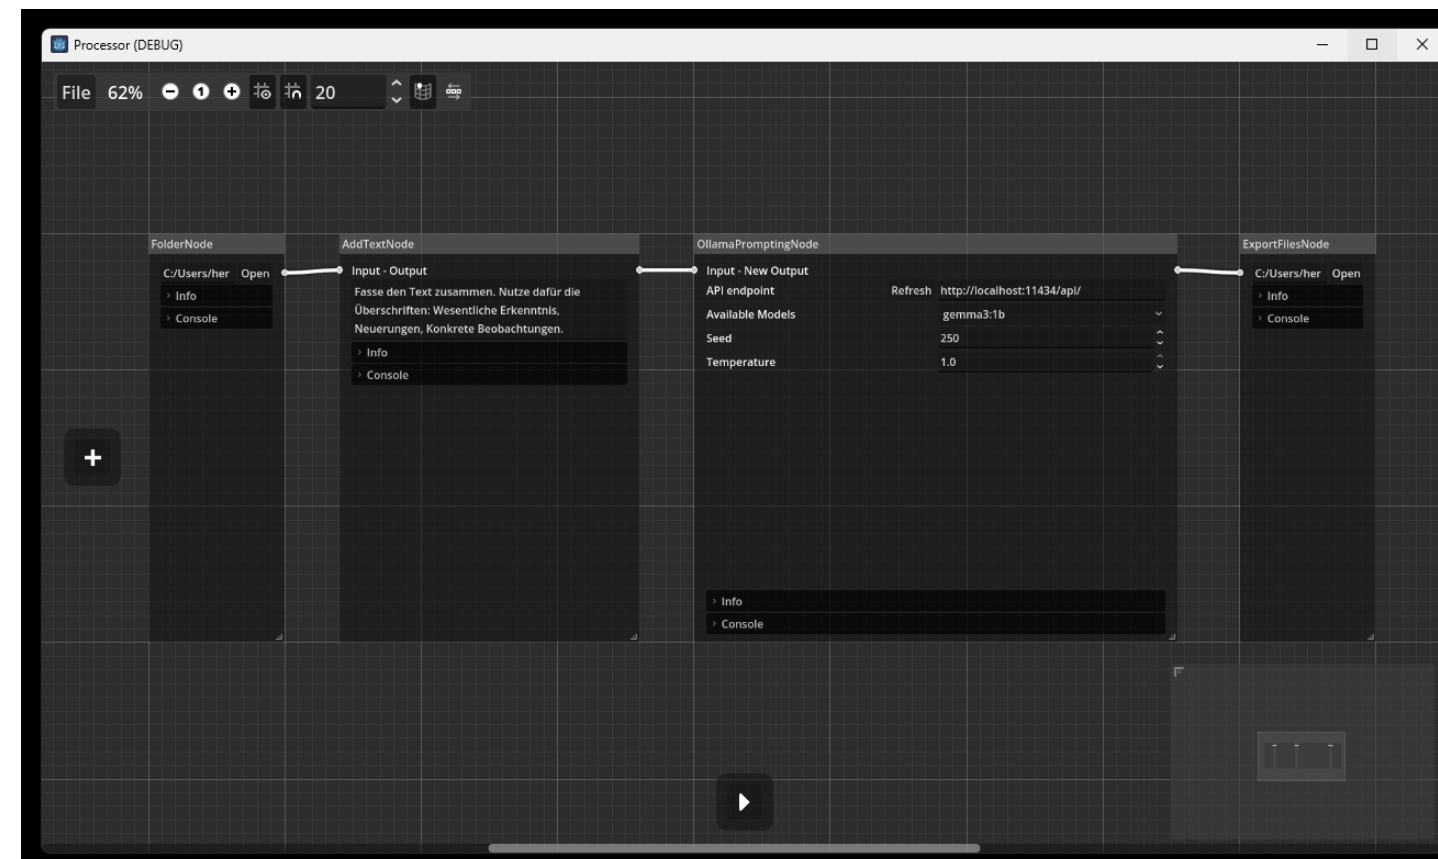 Processor (DEBUG)
File 62% 1 20
FolderNode
C:/Users/her Open
Info
Console
AddTextNode
Input - Output
Fasse den Text zusammen. Nutze dafür die
Überschriften: Wesentliche Erkenntnis,
Neuerungen, Konkrete Beobachtungen.
Info
Console
OllamaPromptingNode
Input - New Output
API endpoint Refresh http://localhost:11434/api/
Available Models gemma3:1b
Seed 250
Temperature 1.0
Info
Console
ExportFilesNode
C:/Users/her Open
Info
Console